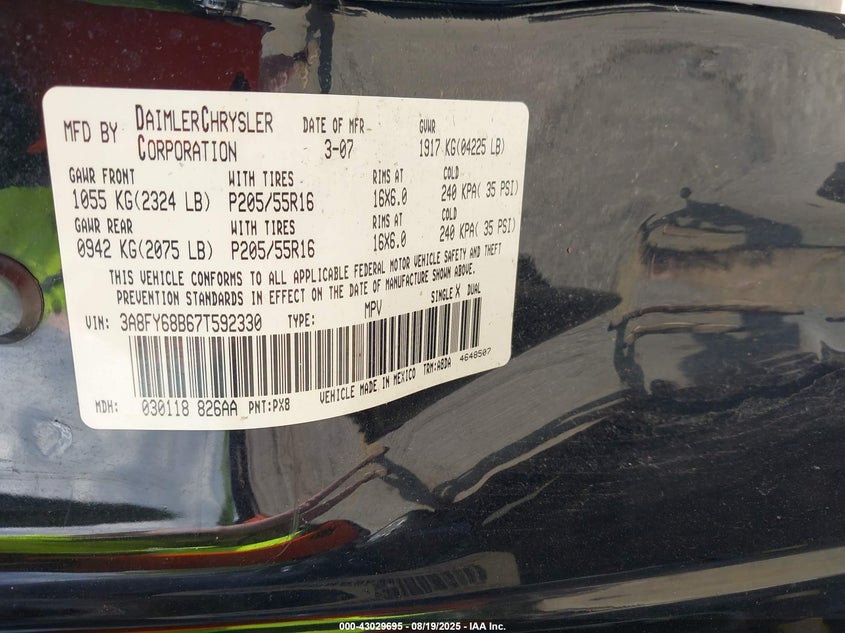 MFD BY DAIMLERCHRYSLER CORPORATION DATE OF MFR 3-07 GVWR 1917 KG(04225 LB)
GAWR FRONT WITH TIRES RIMS AT COLD
1055 KG(2324 LB) P205/55R16 16X6.0 240 KPA( 35 PSI)
GAWR REAR WITH TIRES RIMS AT COLD
0942 KG(2075 LB) P205/55R16 16X6.0 240 KPA( 35 PSI)
THIS VEHICLE CONFORMS TO ALL APPLICABLE FEDERAL MOTOR VEHICLE SAFETY AND THEFT
PREVENTION STANDARDS IN EFFECT ON THE DATE OF MANUFACTURE SHOWN ABOVE.
VIN: 3A8FY68B67T592330 TYPE: MPV SINGLE X DUAL
MDH: 030118 826AA PNT:PX8 VEHICLE MADE IN MEXICO TRM:ABDA 4648507
000-43029695 - 08/19/2025 - IAA Inc.